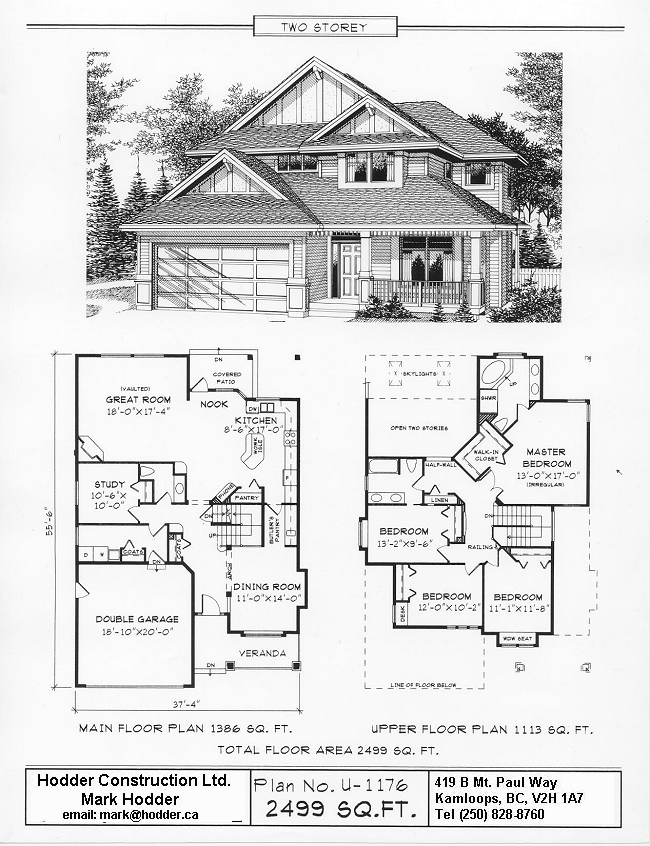 TWO STOREY
DN
COVERED
PATIO
(VAULTED)
GREAT ROOM
18'-0"X17'-4"
NOOK
DW
KITCHEN
8'-6"X17'-0"
WORK
ISLE
F
STUDY
10'-6"X
10'-0"
PHONE
PANTRY
DN
UP
BUTLER'S
PANTRY
D W
COATS
COATS
DN
ARCH
DINING ROOM
11'-0"X14'-0"
DOUBLE GARAGE
18'-10"X20'-0"
VERANDA
DN
55'-6"
37'-4"
MAIN FLOOR PLAN 1386 SQ. FT.
SKYLIGHTS
UP
SHWR
OPEN TWO STORIES
WALK-IN
CLOSET
MASTER
BEDROOM
13'-0"X17'-0"
(IRREGULAR)
HALF-WALL
LINEN
DN
BEDROOM
13'-2"X9'-6"
RAILING
BEDROOM
12'-0"X10'-2"
DESK
BEDROOM
11'-1"X11'-8"
WDW SEAT
LINE OF FLOOR BELOW
UPPER FLOOR PLAN 1113 SQ. FT.
TOTAL FLOOR AREA 2499 SQ. FT.
Hodder Construction Ltd.
Mark Hodder
email: mark@hodder.ca
Plan No. U-1176
2499 SQ.FT.
419 B Mt. Paul Way
Kamloops, BC, V2H 1A7
Tel (250) 828-8760